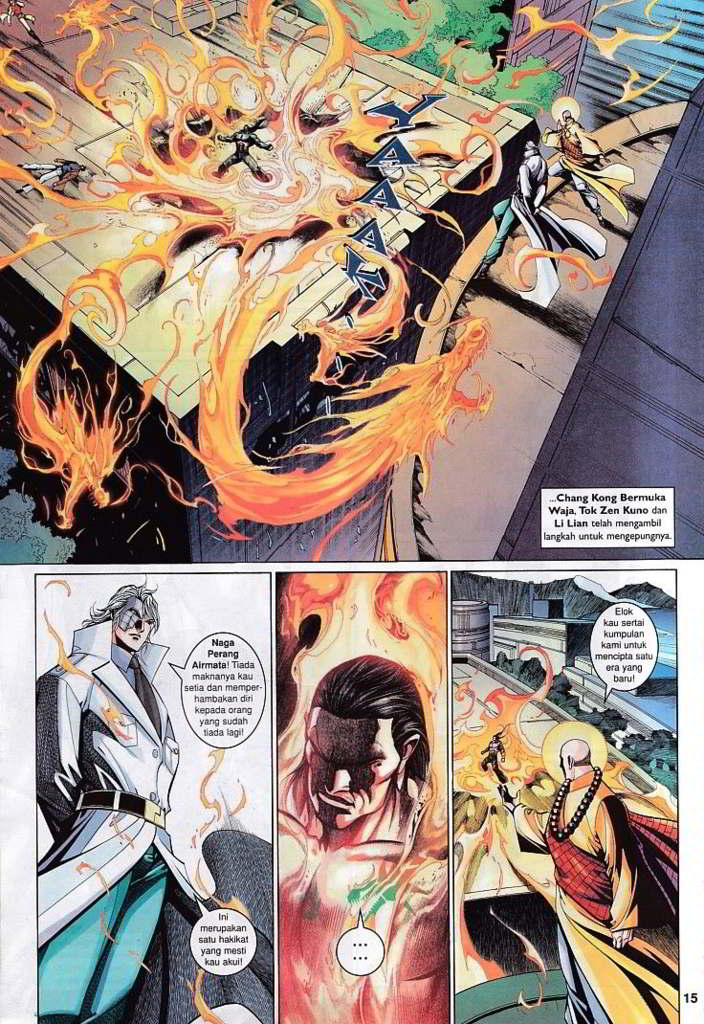 YAAAK
...Chang Kong Bermuka
Waja, Tok Zen Kuno dan
Li Lian telah mengambil
langkah untuk mengepungnya.
Naga
Perang
Airmata! Tiada
maknanya kau
setia dan memper-
hambakan diri
kepada orang
yang sudah
tiada lagi!
Ini
merupakan
satu hakikat
yang mesti
kau akui!
...
...
Elok
kau sertai
kumpulan
kami untuk
mencipta satu
era yang
baru!
15